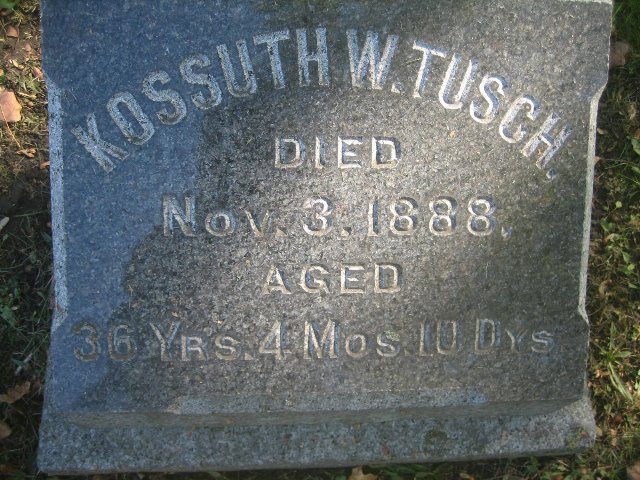 KOSSUTH W. TUSCH.
DIED
Nov. 3. 1888.
AGED
36 Yrs. 4 Mos. 10 Dys